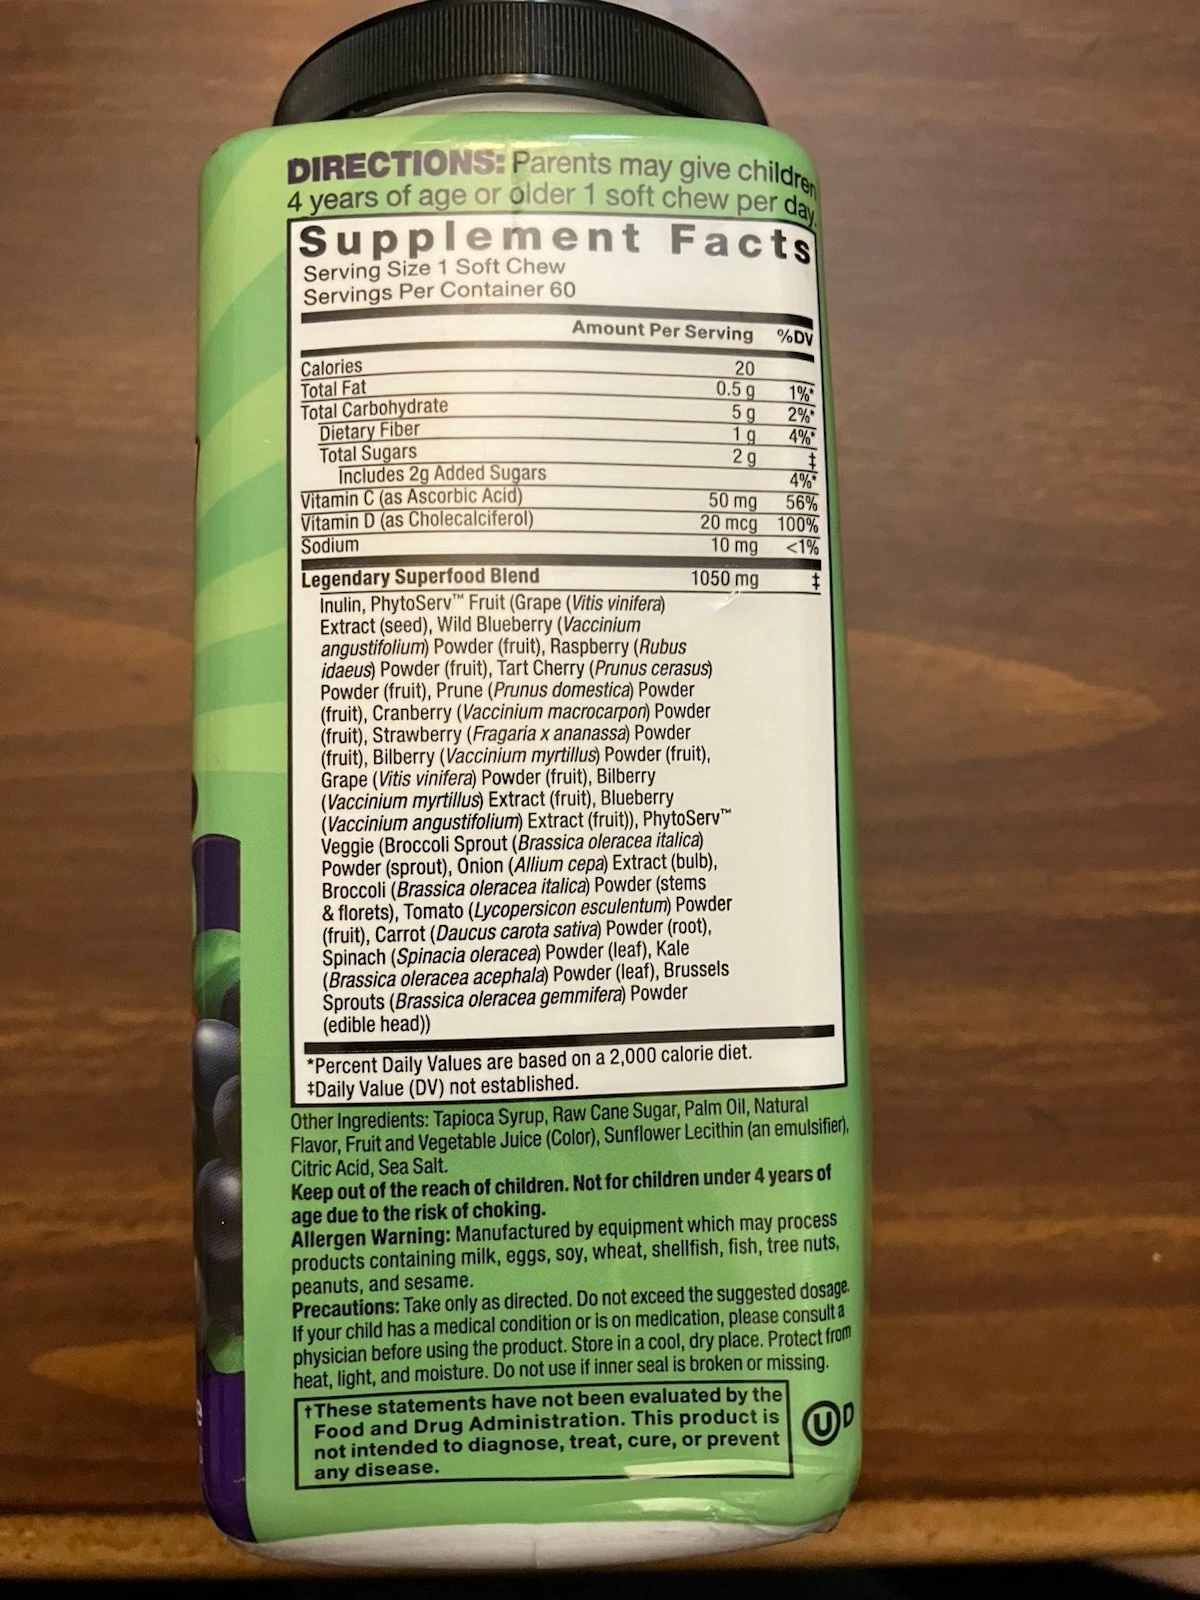 DIRECTIONS: Parents may give children
4 years of age or older 1 soft chew per day.
Supplement Facts
Serving Size 1 Soft Chew
Servings Per Container 60
Amount Per Serving %DV
Calories 20
Total Fat 0.5 g 1%*
Total Carbohydrate 5 g 2%*
Dietary Fiber 1 g 4%*
Total Sugars 2 g ‡
Includes 2g Added Sugars 4%*
Vitamin C (as Ascorbic Acid) 50 mg 56%
Vitamin D (as Cholecalciferol) 20 mcg 100%
Sodium 10 mg <1%
Legendary Superfood Blend 1050 mg ‡
Inulin, PhytoServ™ Fruit (Grape (Vitis vinifera)
Extract (seed), Wild Blueberry (Vaccinium
angustifolium) Powder (fruit), Raspberry (Rubus
idaeus) Powder (fruit), Tart Cherry (Prunus cerasus)
Powder (fruit), Prune (Prunus domestica) Powder
(fruit), Cranberry (Vaccinium macrocarpon) Powder
(fruit), Strawberry (Fragaria x ananassa) Powder
(fruit), Bilberry (Vaccinium myrtillus) Powder (fruit),
Grape (Vitis vinifera) Powder (fruit), Bilberry
(Vaccinium myrtillus) Extract (fruit), Blueberry
(Vaccinium angustifolium) Extract (fruit)), PhytoServ™
Veggie (Broccoli Sprout (Brassica oleracea italica)
Powder (sprout), Onion (Allium cepa) Extract (bulb),
Broccoli (Brassica oleracea italica) Powder (stems
& florets), Tomato (Lycopersicon esculentum) Powder
(fruit), Carrot (Daucus carota sativa) Powder (root),
Spinach (Spinacia oleracea) Powder (leaf), Kale
(Brassica oleracea acephala) Powder (leaf), Brussels
Sprouts (Brassica oleracea gemmifera) Powder
(edible head))
*Percent Daily Values are based on a 2,000 calorie diet.
‡Daily Value (DV) not established.
Other Ingredients: Tapioca Syrup, Raw Cane Sugar, Palm Oil, Natural
Flavor, Fruit and Vegetable Juice (Color), Sunflower Lecithin (an emulsifier),
Citric Acid, Sea Salt.
Keep out of the reach of children. Not for children under 4 years of
age due to the risk of choking.
Allergen Warning: Manufactured by equipment which may process
products containing milk, eggs, soy, wheat, shellfish, fish, tree nuts,
peanuts, and sesame.
Precautions: Take only as directed. Do not exceed the suggested dosage.
If your child has a medical condition or is on medication, please consult a
physician before using the product. Store in a cool, dry place. Protect from
heat, light, and moisture. Do not use if inner seal is broken or missing.
†These statements have not been evaluated by the
Food and Drug Administration. This product is
not intended to diagnose, treat, cure, or prevent
any disease.
U D